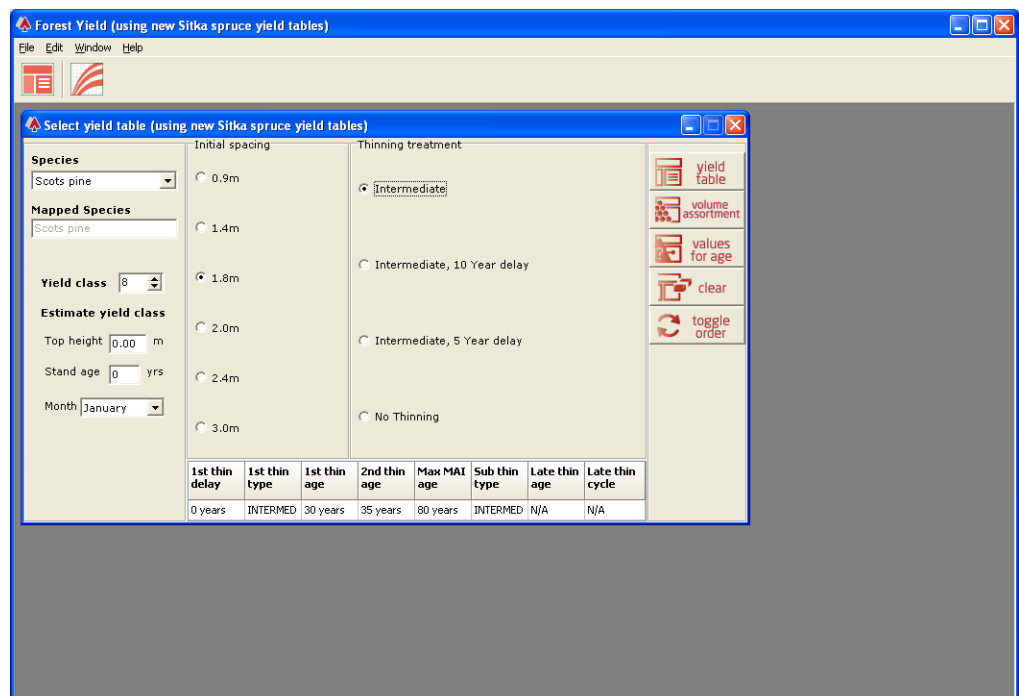 Forest Yield (using new Sitka spruce yield tables)
File Edit Window Help
Select yield table (using new Sitka spruce yield tables)
Species
Scots pine
Mapped Species
Scots pine
Yield class 8
Estimate yield class
Top height 0.00 m
Stand age 0 yrs
Month January
Initial spacing
0.9m
1.4m
1.8m
2.0m
2.4m
3.0m
Thinning treatment
Intermediate
Intermediate, 10 Year delay
Intermediate, 5 Year delay
No Thinning
yield
table
volume
assortment
values
for age
clear
toggle
order
1st thin 1st thin 1st thin 2nd thin Max MAI Sub thin Late thin Late thin
delay type age age age type age cycle
0 years INTERMED 30 years 35 years 80 years INTERMED N/A N/A